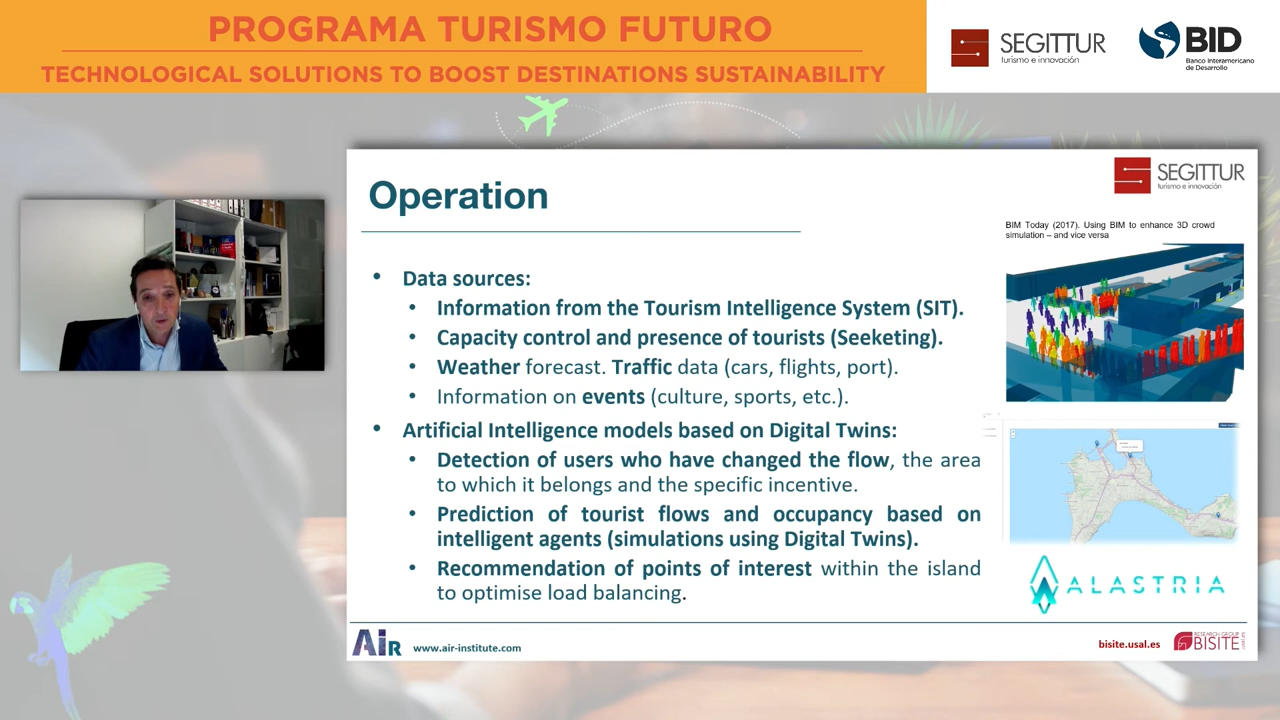 PROGRAMA TURISMO FUTURO
TECHNOLOGICAL SOLUTIONS TO BOOST DESTINATIONS SUSTAINABILITY
SEGITTUR
turismo e innovación
BID
Banco Interamericano
de Desarrollo
Operation
SEGITTUR
turismo e innovación
BIM Today (2017). Using BIM to enhance 3D crowd
simulation – and vice versa
• Data sources:
• Information from the Tourism Intelligence System (SIT).
• Capacity control and presence of tourists (Seeketing).
• Weather forecast. Traffic data (cars, flights, port).
• Information on events (culture, sports, etc.).
• Artificial Intelligence models based on Digital Twins:
• Detection of users who have changed the flow, the area
to which it belongs and the specific incentive.
• Prediction of tourist flows and occupancy based on
intelligent agents (simulations using Digital Twins).
• Recommendation of points of interest within the island
to optimise load balancing.
ALASTRIA
AIR
www.air-institute.com
bisite.usal.es
RESEARCH GROUP
BISITE